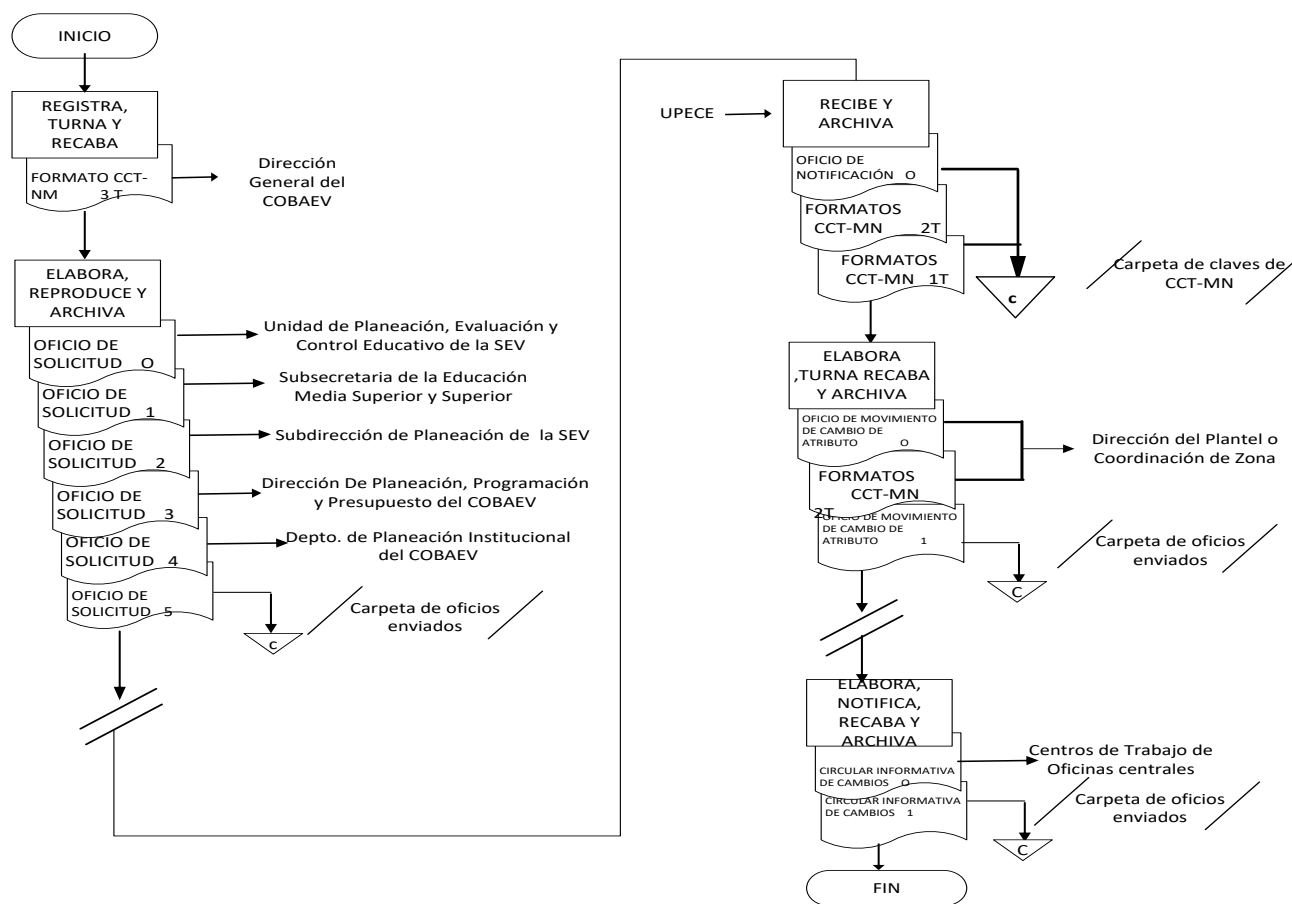 INICIO
REGISTRA,
TURNA Y
RECABA
FORMATO CCT-
NM 3 T
Dirección
General del
COBAEV
ELABORA,
REPRODUCE Y
ARCHIVA
OFICIO DE
SOLICITUD O
Unidad de Planeación, Evaluación y
Control Educativo de la SEV
OFICIO DE
SOLICITUD 1
Subsecretaria de la Educación
Media Superior y Superior
OFICIO DE
SOLICITUD 2
Subdirección de Planeación de la SEV
OFICIO DE
SOLICITUD 3
Dirección De Planeación, Programación
y Presupuesto del COBAEV
OFICIO DE
SOLICITUD 4
Depto. de Planeación Institucional
del COBAEV
OFICIO DE
SOLICITUD 5
c
Carpeta de oficios
enviados
UPECE
RECIBE Y
ARCHIVA
OFICIO DE
NOTIFICACIÓN O
FORMATOS
CCT-MN 2T
FORMATOS
CCT-MN 1T
c
Carpeta de claves de
CCT-MN
ELABORA
,TURNA RECABA
Y ARCHIVA
OFICIO DE MOVIMIENTO
DE CAMBIO DE
ATRIBUTO O
FORMATOS
CCT-MN
2T
Dirección del Plantel o
Coordinación de Zona
OFICIO DE MOVIMIENTO
DE CAMBIO DE
ATRIBUTO 1
C
Carpeta de oficios
enviados
ELABORA,
NOTIFICA,
RECABA Y
ARCHIVA
CIRCULAR INFORMATIVA
DE CAMBIOS O
Centros de Trabajo de
Oficinas centrales
CIRCULAR INFORMATIVA
DE CAMBIOS 1
C
Carpeta de oficios
enviados
FIN